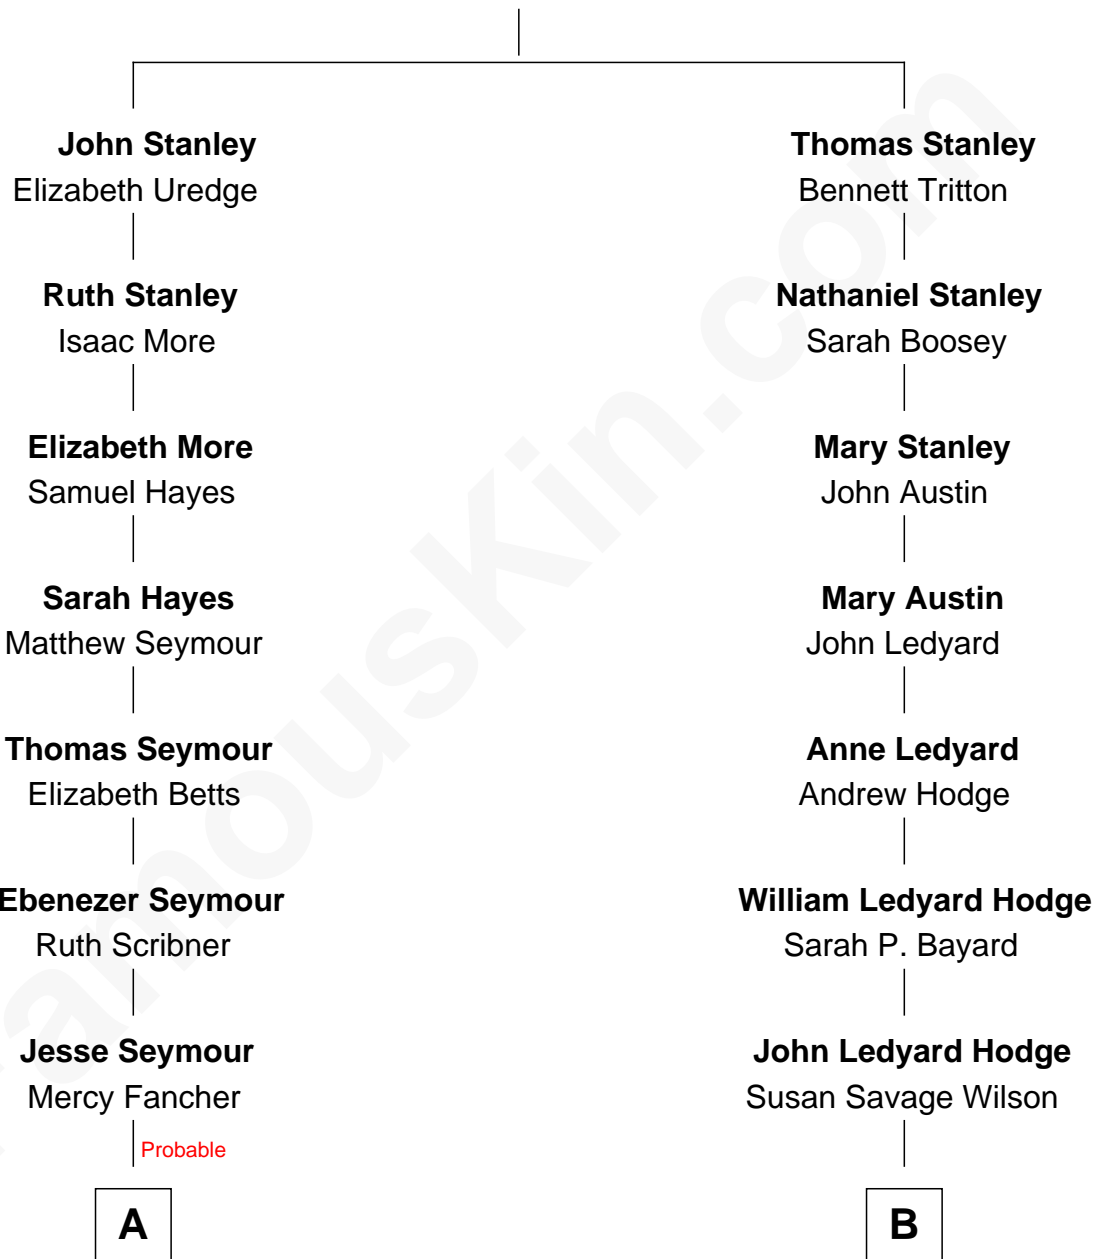 John Stanley
Elizabeth Uredge
Ruth Stanley
Isaac More
Elizabeth More
Samuel Hayes
Sarah Hayes
Matthew Seymour
Thomas Seymour
Elizabeth Betts
Ebenezer Seymour
Ruth Scribner
Jesse Seymour
Mercy Fancher
Probable
A
Thomas Stanley
Bennett Tritton
Nathaniel Stanley
Sarah Boosey
Mary Stanley
John Austin
Mary Austin
John Ledyard
Anne Ledyard
Andrew Hodge
William Ledyard Hodge
Sarah P. Bayard
John Ledyard Hodge
Susan Savage Wilson
B
FamousKin.com